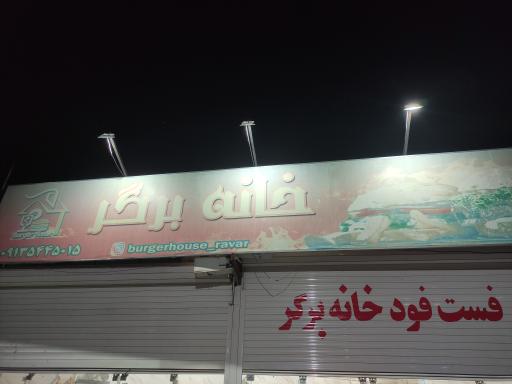 خانه برگر
burgerhouse_ravar
۰۹۱۳۵۴۴۵۰۱۵
فست فود خانه برگر